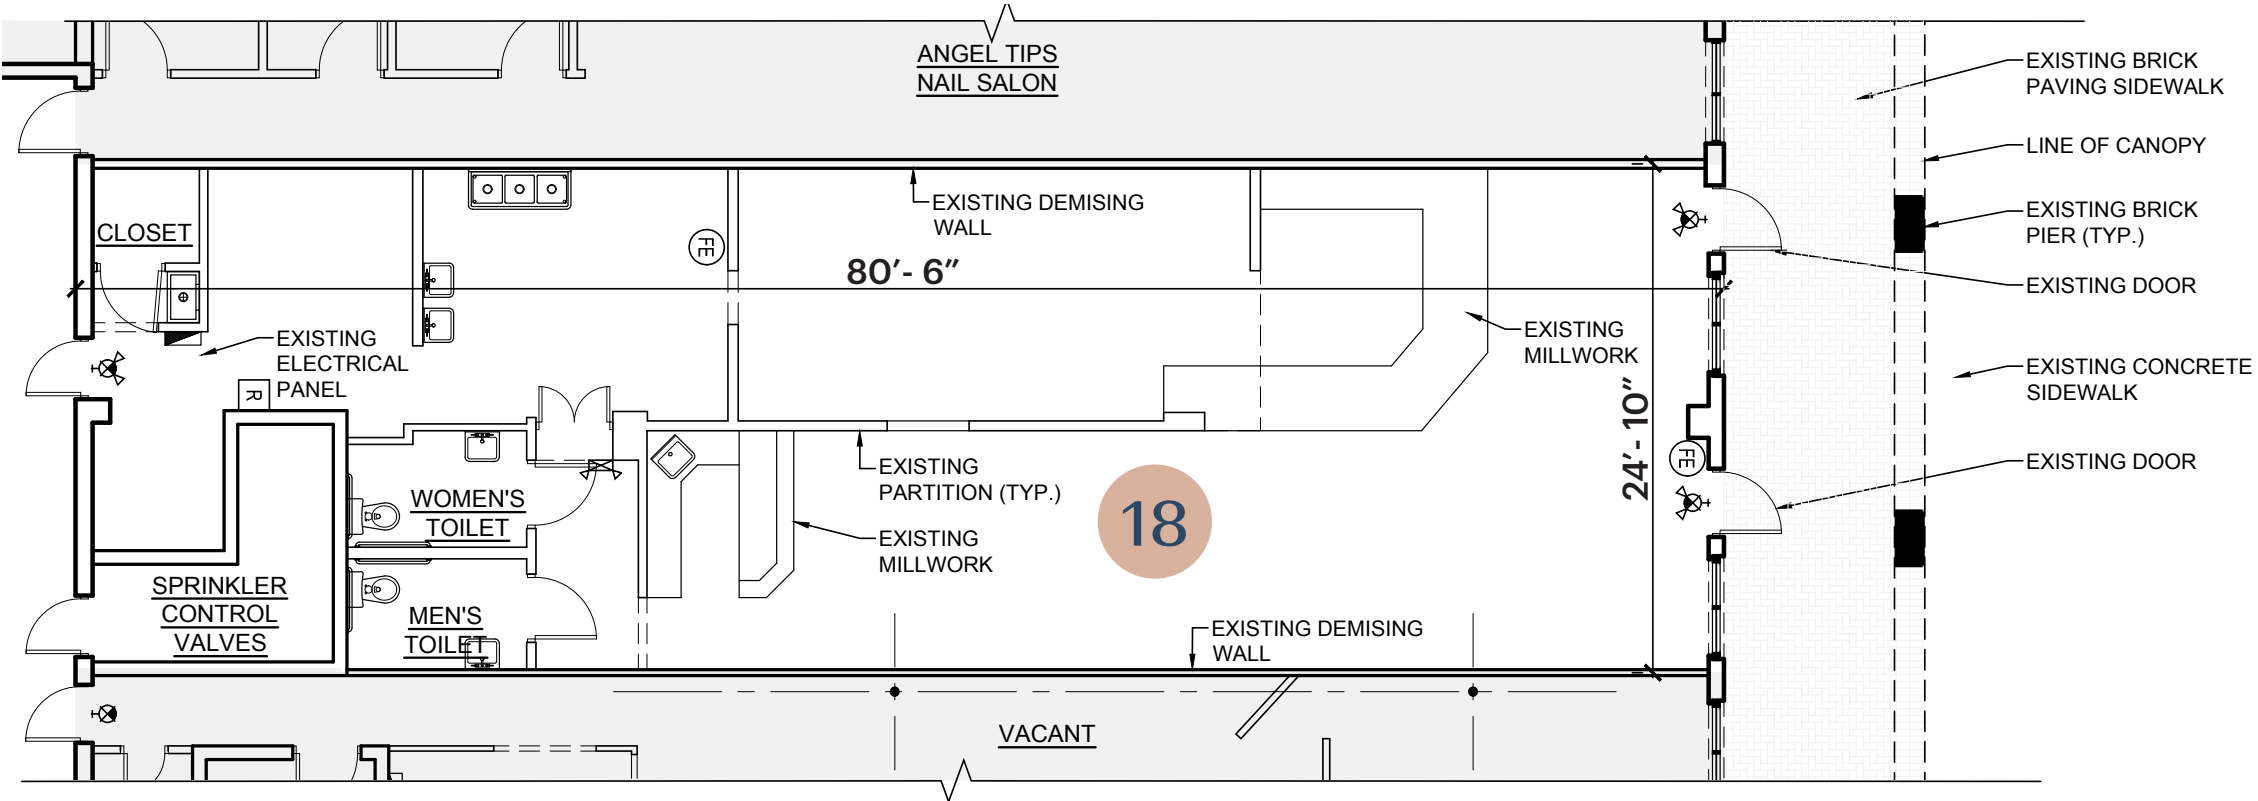 ANGEL TIPS
NAIL SALON
EXISTING BRICK
PAVING SIDEWALK
LINE OF CANOPY
EXISTING DEMISING
WALL
EXISTING BRICK
PIER (TYP.)
CLOSET
FE
80'- 6"
EXISTING DOOR
EXISTING
ELECTRICAL
PANEL
R
EXISTING
MILLWORK
EXISTING CONCRETE
SIDEWALK
24'- 10"
EXISTING
PARTITION (TYP.)
FE
EXISTING DOOR
WOMEN'S
TOILET
18
EXISTING
MILLWORK
SPRINKLER
CONTROL
VALVES
MEN'S
TOILET
EXISTING DEMISING
WALL
VACANT